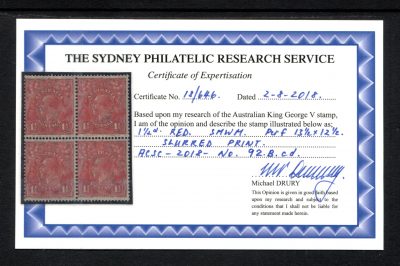 THE SYDNEY PHILATELIC RESEARCH SERVICE
Certificate of Expertisation
Certificate No. 18/646. Dated 2-8-2018.
Based upon my research of the Australian King George V stamp,
I am of the opinion and describe the stamp illustrated below as;
1½d RED. SMWM. Perf 13½ x 12½.
SLURRED PRINT.
ACSC - 2018 - No. 92.B.cd.
Michael DRURY
This Opinion is given in good faith based
upon my research and subject to the
conditions that I shall not be liable for
any statement made herein.